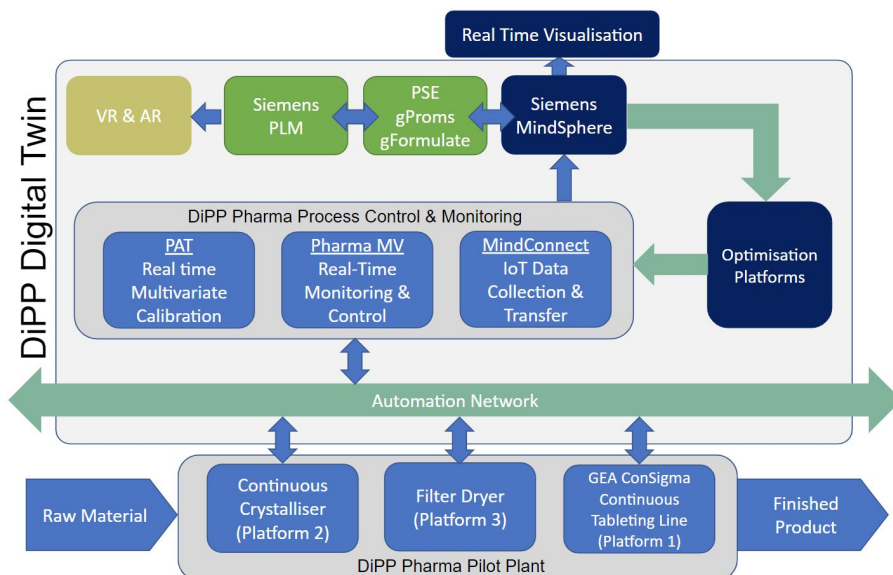 Real Time Visualisation
DiPP Digital Twin
VR & AR
Siemens
PLM
PSE
gProms
gFormulate
Siemens
MindSphere
DiPP Pharma Process Control & Monitoring
PAT
Real time
Multivariate
Calibration
Pharma MV
Real-Time
Monitoring &
Control
MindConnect
IoT Data
Collection &
Transfer
Optimisation
Platforms
Automation Network
Raw Material
Continuous
Crystalliser
(Platform 2)
Filter Dryer
(Platform 3)
GEA ConSigma
Continuous
Tableting Line
(Platform 1)
Finished
Product
DiPP Pharma Pilot Plant